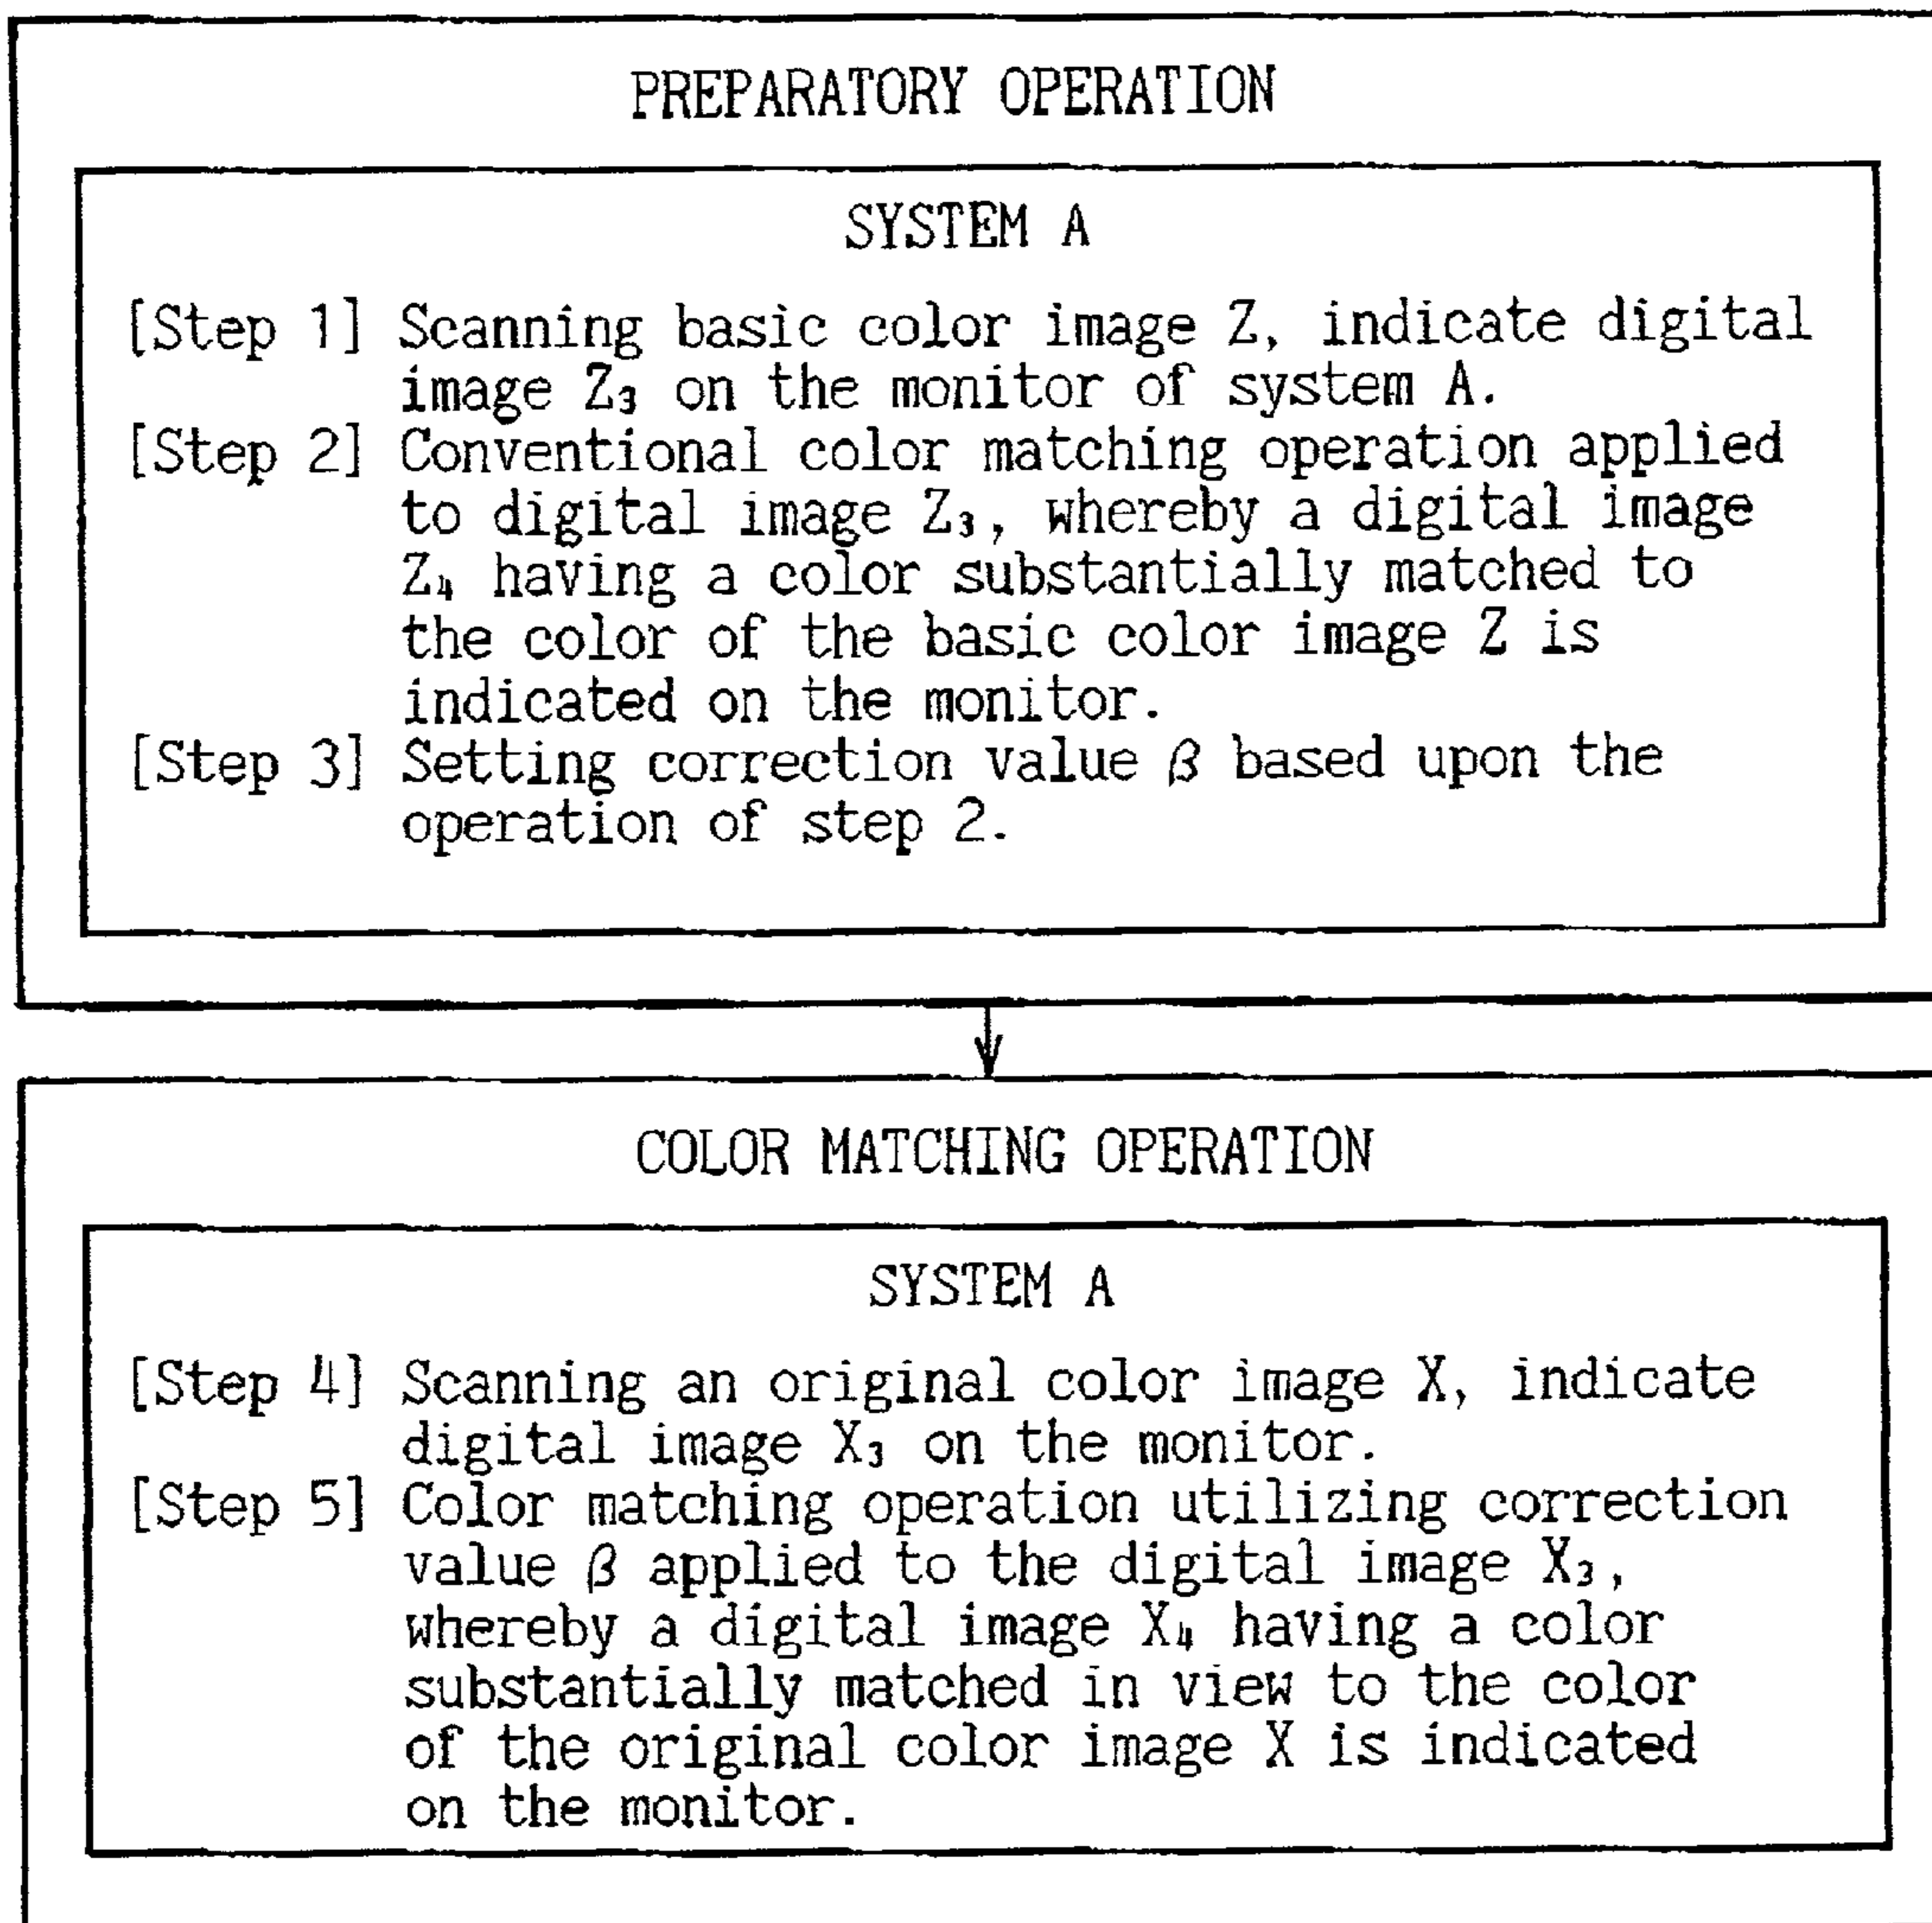 PREPARATORY OPERATION
SYSTEM A
[Step 1] Scanning basic color image Z, indicate digital
image Z₃ on the monitor of system A.
[Step 2] Conventional color matching operation applied
to digital image Z₃, whereby a digital image
Z₄ having a color substantially matched to
the color of the basic color image Z is
indicated on the monitor.
[Step 3] Setting correction value β based upon the
operation of step 2.
COLOR MATCHING OPERATION
SYSTEM A
[Step 4] Scanning an original color image X, indicate
digital image X₃ on the monitor.
[Step 5] Color matching operation utilizing correction
value β applied to the digital image X₃,
whereby a digital image X₄ having a color
substantially matched in view to the color
of the original color image X is indicated
on the monitor.